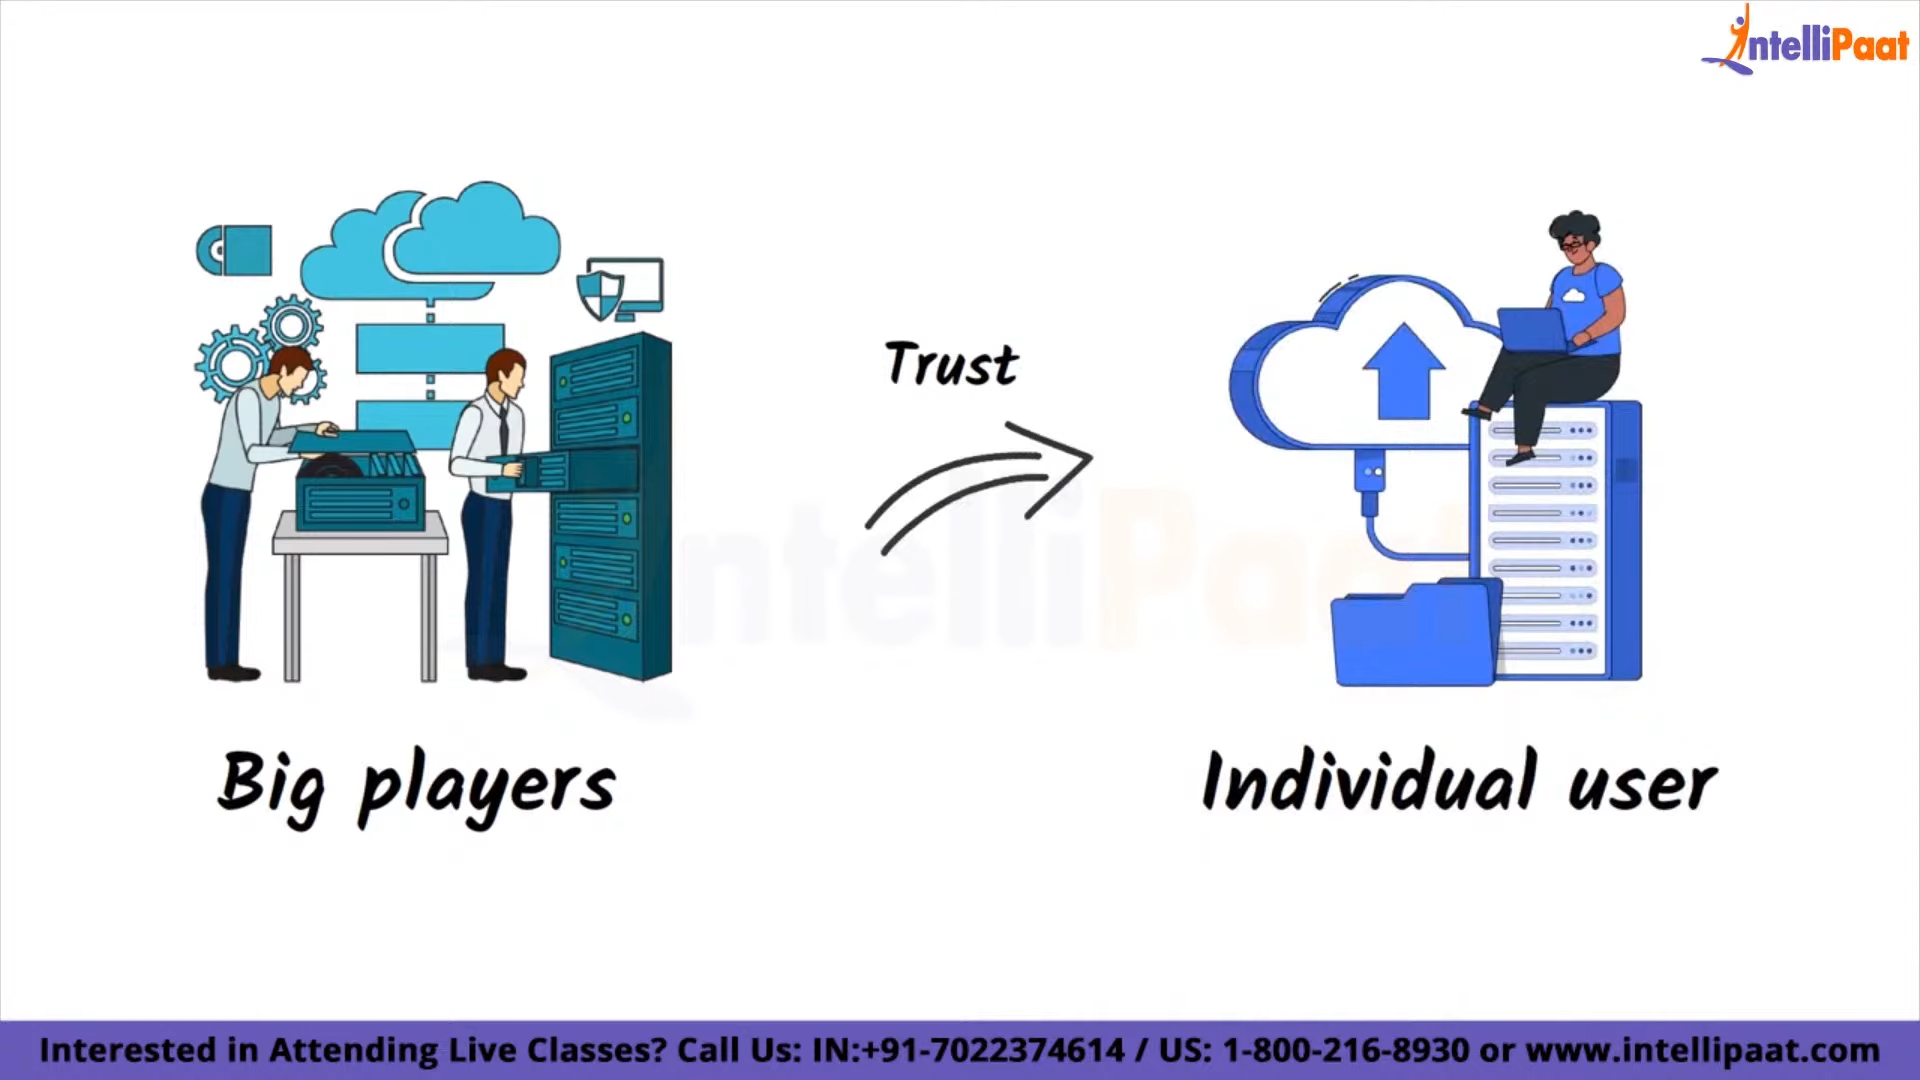 IntelliPaat
Trust
IntelliPaat
Big players
Individual user
Interested in Attending Live Classes? Call Us: IN:+91-7022374614 / US: 1-800-216-8930 or www.intellipaat.com